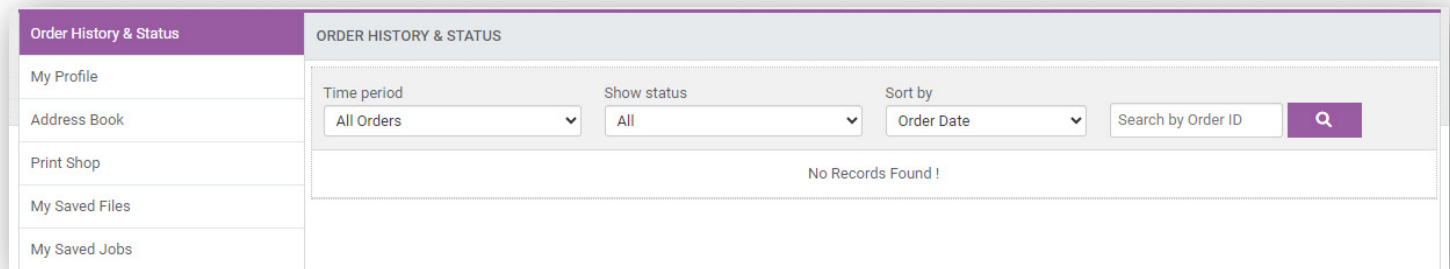 Order History & Status
My Profile
Address Book
Print Shop
My Saved Files
My Saved Jobs
ORDER HISTORY & STATUS
Time period
All Orders
Show status
All
Sort by
Order Date
Search by Order ID
No Records Found !